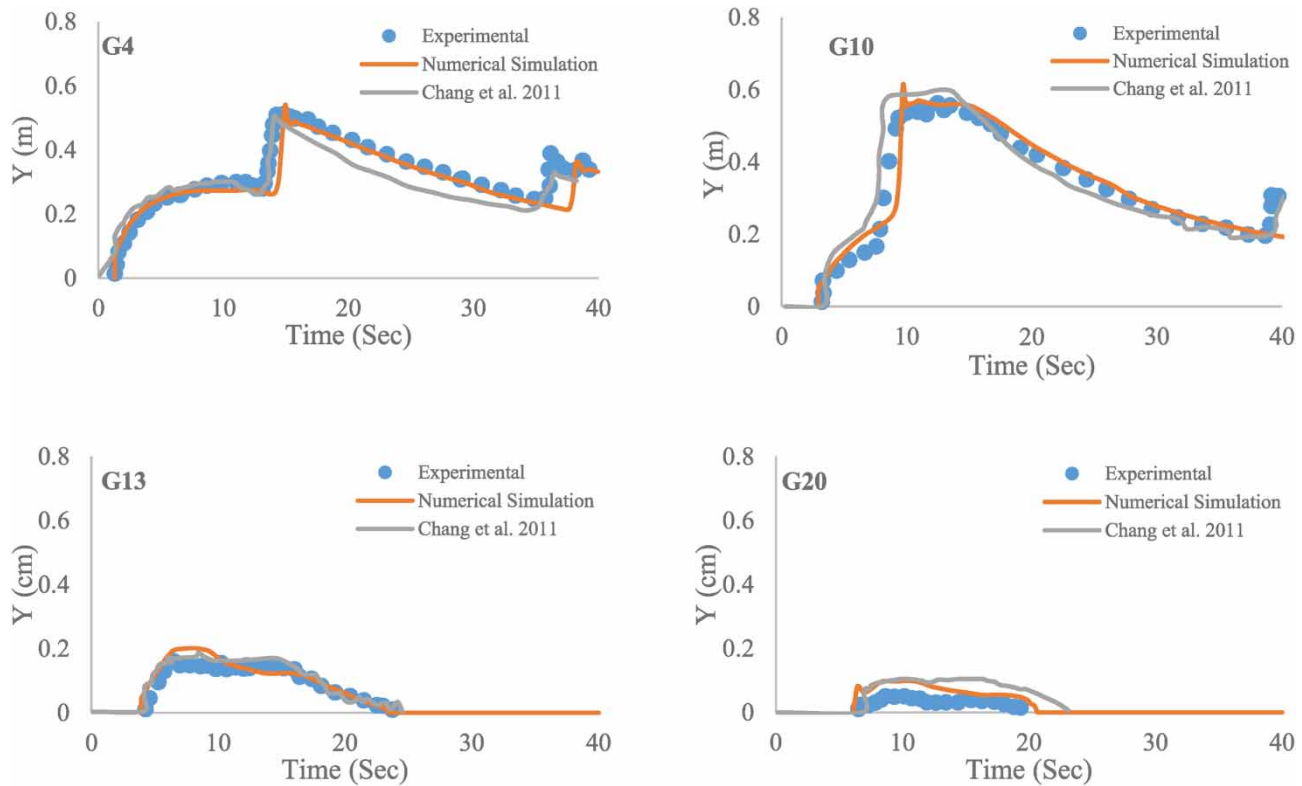 G4
Experimental
Numerical Simulation
Chang et al. 2011
Y (m)
0.8
0.6
0.4
0.2
0
0 10 20 30 40
Time (Sec)
G10
Experimental
Numerical Simulation
Chang et al. 2011
Y (m)
0.8
0.6
0.4
0.2
0
0 10 20 30 40
Time (Sec)
G13
Experimental
Numerical Simulation
Chang et al. 2011
Y (cm)
0.8
0.6
0.4
0.2
0
0 10 20 30 40
Time (Sec)
G20
Experimental
Numerical Simulation
Chang et al. 2011
Y (cm)
0.8
0.6
0.4
0.2
0
0 10 20 30 40
Time (Sec)